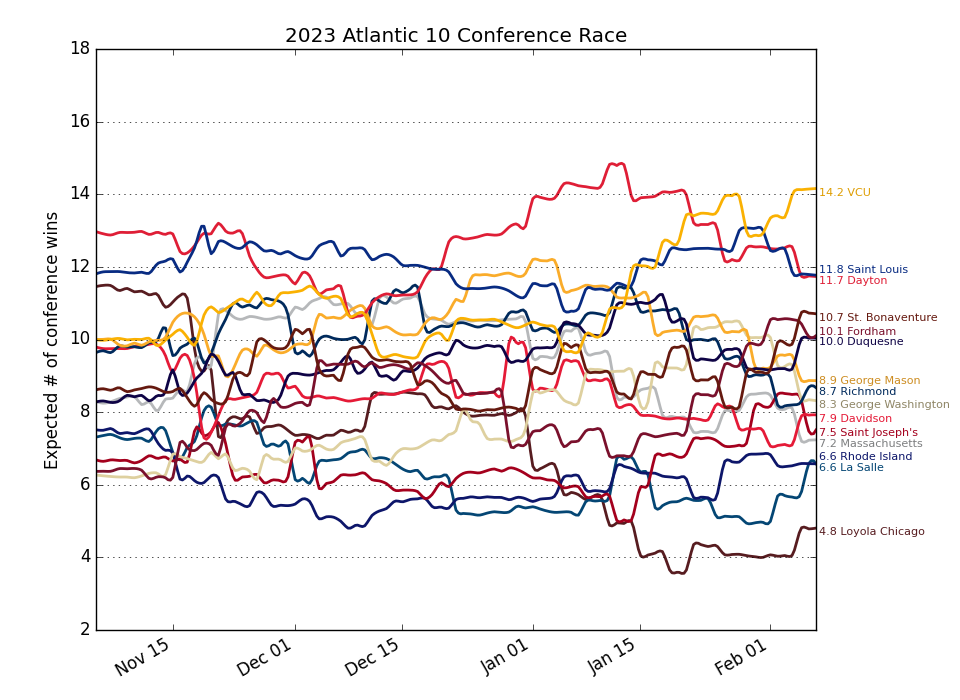 2023 Atlantic 10 Conference Race
Expected # of conference wins
18
16
14
12
10
8
6
4
2
Nov 15
Dec 01
Dec 15
Jan 01
Jan 15
Feb 01
14.2 VCU
11.8 Saint Louis
11.7 Dayton
10.7 St. Bonaventure
10.1 Fordham
10.0 Duquesne
8.9 George Mason
8.7 Richmond
8.3 George Washington
7.9 Davidson
7.5 Saint Joseph's
7.2 Massachusetts
6.6 Rhode Island
6.6 La Salle
4.8 Loyola Chicago